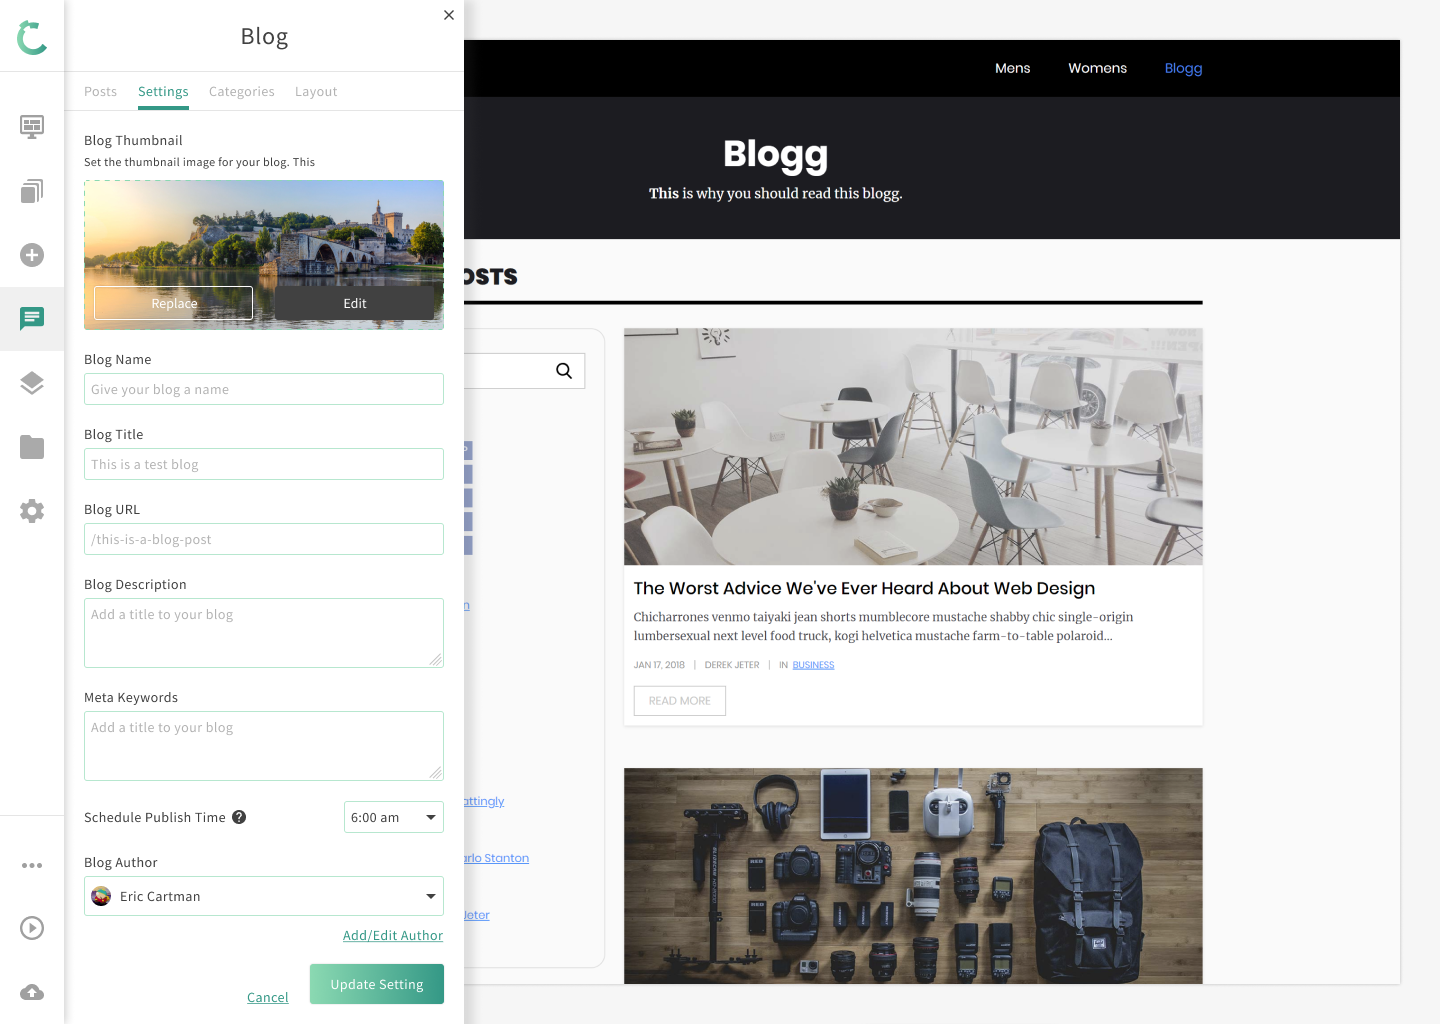 Blog
Posts
Settings
Categories
Layout
Blog Thumbnail
Set the thumbnail image for your blog. This
Replace
Edit
Blog Name
Give your blog a name
Blog Title
This is a test blog
Blog URL
/this-is-a-blog-post
Blog Description
Add a title to your blog
Meta Keywords
Add a title to your blog
Schedule Publish Time
6:00 am
Blog Author
Eric Cartman
Add/Edit Author
Cancel
Update Setting
Mens
Womens
Blogg
Blogg
This is why you should read this blogg.
OSTS
attingly
arlo Stanton
Jeter
The Worst Advice We've Ever Heard About Web Design
Chicharrones venmo taiyaki jean shorts mumblecore mustache shabby chic single-origin
lumbersexual next level food truck, kogi helvetica mustache farm-to-table polaroid...
JAN 17, 2018 | DEREK JETER | IN BUSINESS
READ MORE